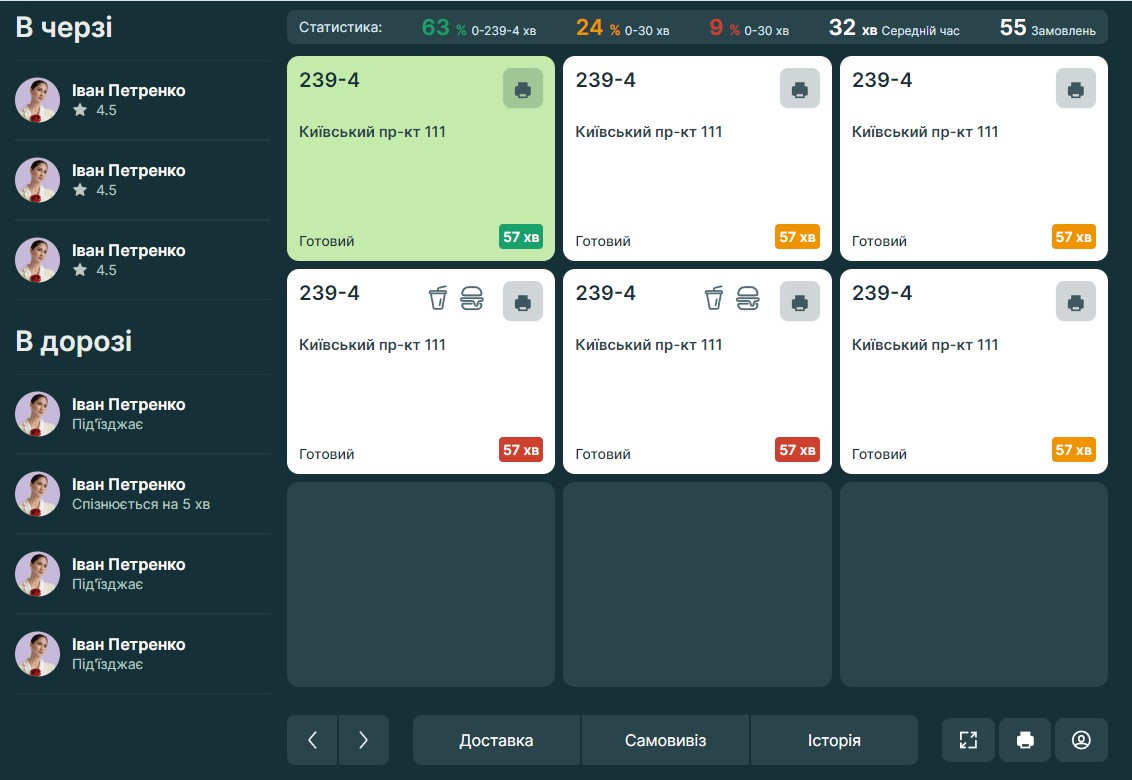 В черзі
Іван Петренко
4.5
Іван Петренко
4.5
Іван Петренко
4.5
В дорозі
Іван Петренко
Під'їзджає
Іван Петренко
Спізнюється на 5 хв
Іван Петренко
Під'їзджає
Іван Петренко
Під'їзджає
Статистика: 63 % 0-239-4 хв 24 % 0-30 хв 9 % 0-30 хв 32 хв Середній час 55 Замовлень
239-4
Київський пр-кт 111
Готовий 57 хв
239-4
Київський пр-кт 111
Готовий 57 хв
239-4
Київський пр-кт 111
Готовий 57 хв
239-4
Київський пр-кт 111
Готовий 57 хв
239-4
Київський пр-кт 111
Готовий 57 хв
239-4
Київський пр-кт 111
Готовий 57 хв
Доставка Самовивіз Історія